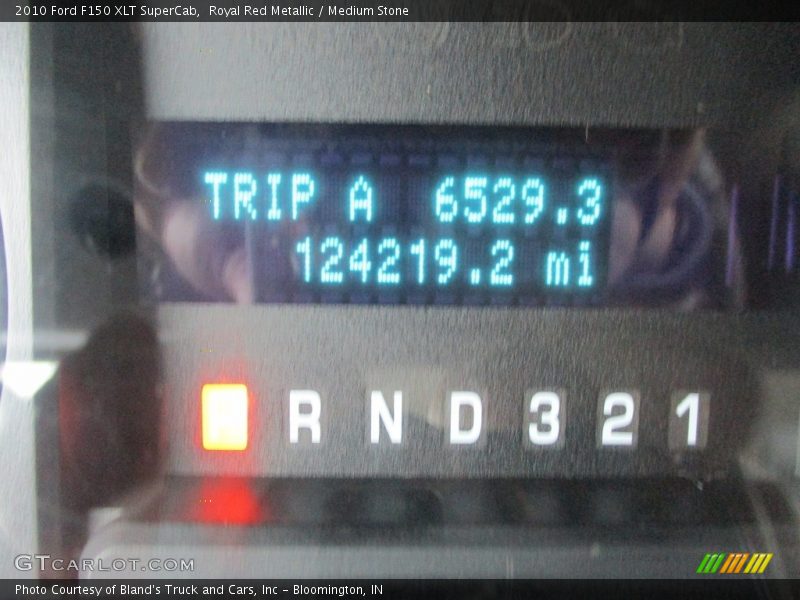 2010 Ford F150 XLT SuperCab, Royal Red Metallic / Medium Stone
TRIP A 6529.3
124219.2 mi
R N D 3 2 1
GTCARLOT.COM
Photo Courtesy of Bland's Truck and Cars, Inc - Bloomington, IN